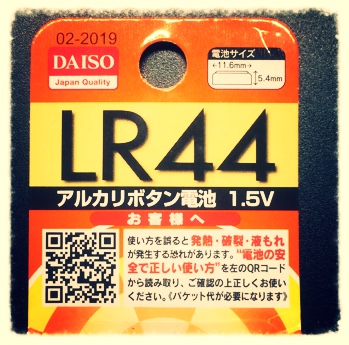 02-2019
DAISO
Japan Quality
電池サイズ
11.6mm
5.4mm
LR44
アルカリボタン電池 1.5V
お客様へ
使い方を誤ると発熱・破裂・液もれ
が発生する恐れがあります。“電池の安
全で正しい使い方”を左のQRコード
から読み取り、ご確認の上正しくお使い
ください。《パケット代が必要になります》